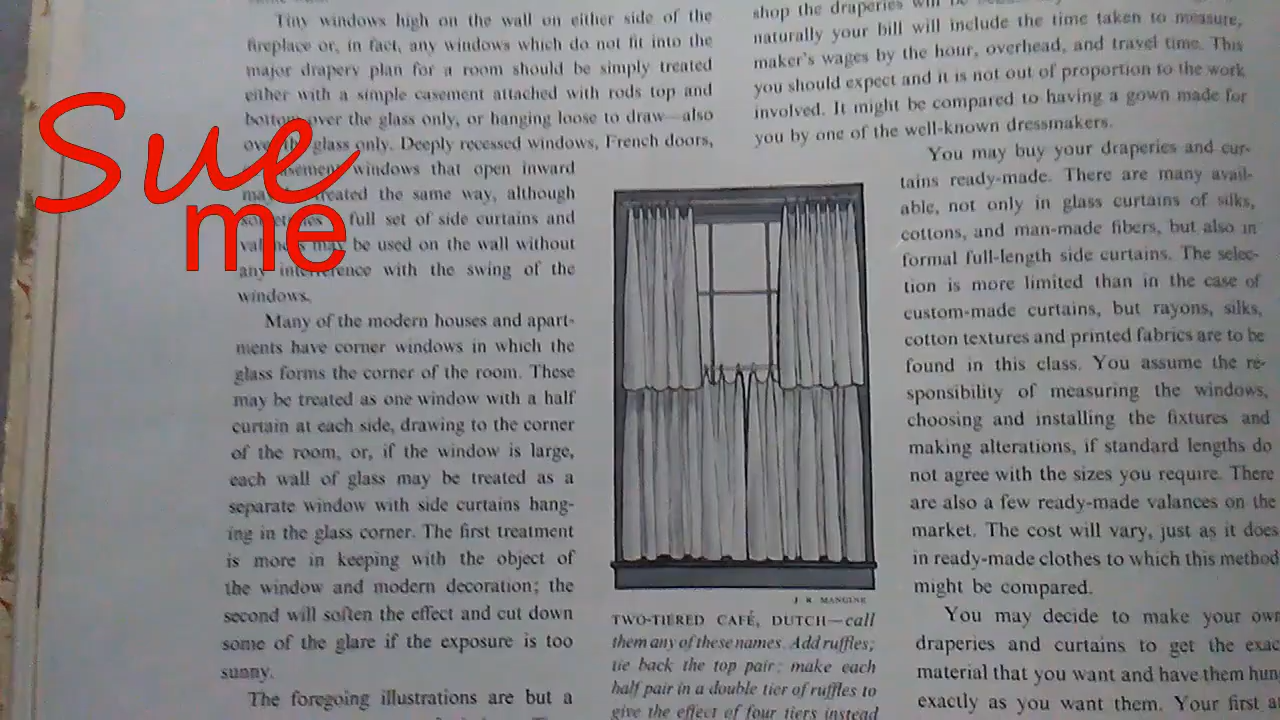 Sue
me
Tiny windows high on the wall on either side of the
fireplace or, in fact, any windows which do not fit into the
major drapery plan for a room should be simply treated
either with a simple casement attached with rods top and
bottom over the glass only, or hanging loose to draw—also
over the glass only. Deeply recessed windows, French doors,
casement windows that open inward
may be treated the same way, although
sometimes a full set of side curtains and
valances may be used on the wall without
any interference with the swing of the
windows.
Many of the modern houses and apart-
ments have corner windows in which the
glass forms the corner of the room. These
may be treated as one window with a half
curtain at each side, drawing to the corner
of the room, or, if the window is large,
each wall of glass may be treated as a
separate window with side curtains hang-
ing in the glass corner. The first treatment
is more in keeping with the object of
the window and modern decoration; the
second will soften the effect and cut down
some of the glare if the exposure is too
sunny.
The foregoing illustrations are but a
J. R. MANGINE
TWO-TIERED CAFÉ, DUTCH—call
them any of these names. Add ruffles;
tie back the top pair; make each
half pair in a double tier of ruffles to
give the effect of four tiers instead
shop the draperies will be
naturally your bill will include the time taken to measure,
maker's wages by the hour, overhead, and travel time. This
you should expect and it is not out of proportion to the work
involved. It might be compared to having a gown made for
you by one of the well-known dressmakers.
You may buy your draperies and cur-
tains ready-made. There are many avail-
able, not only in glass curtains of silks,
cottons, and man-made fibers, but also in
formal full-length side curtains. The selec-
tion is more limited than in the case of
custom-made curtains, but rayons, silks,
cotton textures and printed fabrics are to be
found in this class. You assume the re-
sponsibility of measuring the windows,
choosing and installing the fixtures and
making alterations, if standard lengths do
not agree with the sizes you require. There
are also a few ready-made valances on the
market. The cost will vary, just as it does
in ready-made clothes to which this method
might be compared.
You may decide to make your own
draperies and curtains to get the exac
material that you want and have them hun
exactly as you want them. Your first a